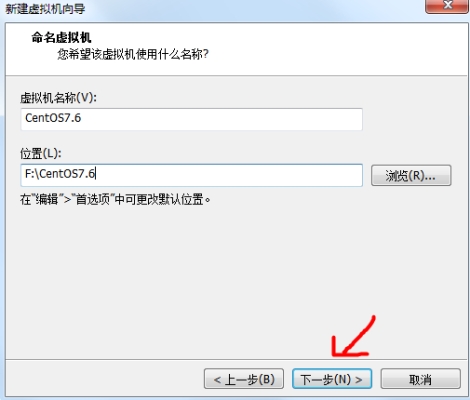 新建虚拟机向导
命名虚拟机
您希望该虚拟机使用什么名称?
虚拟机名称(V):
CentOS7.6
位置(L):
F:\CentOS7.6
浏览(R)...
在"编辑">"首选项"中可更改默认位置。
< 上一步(B)
下一步(N) >
取消